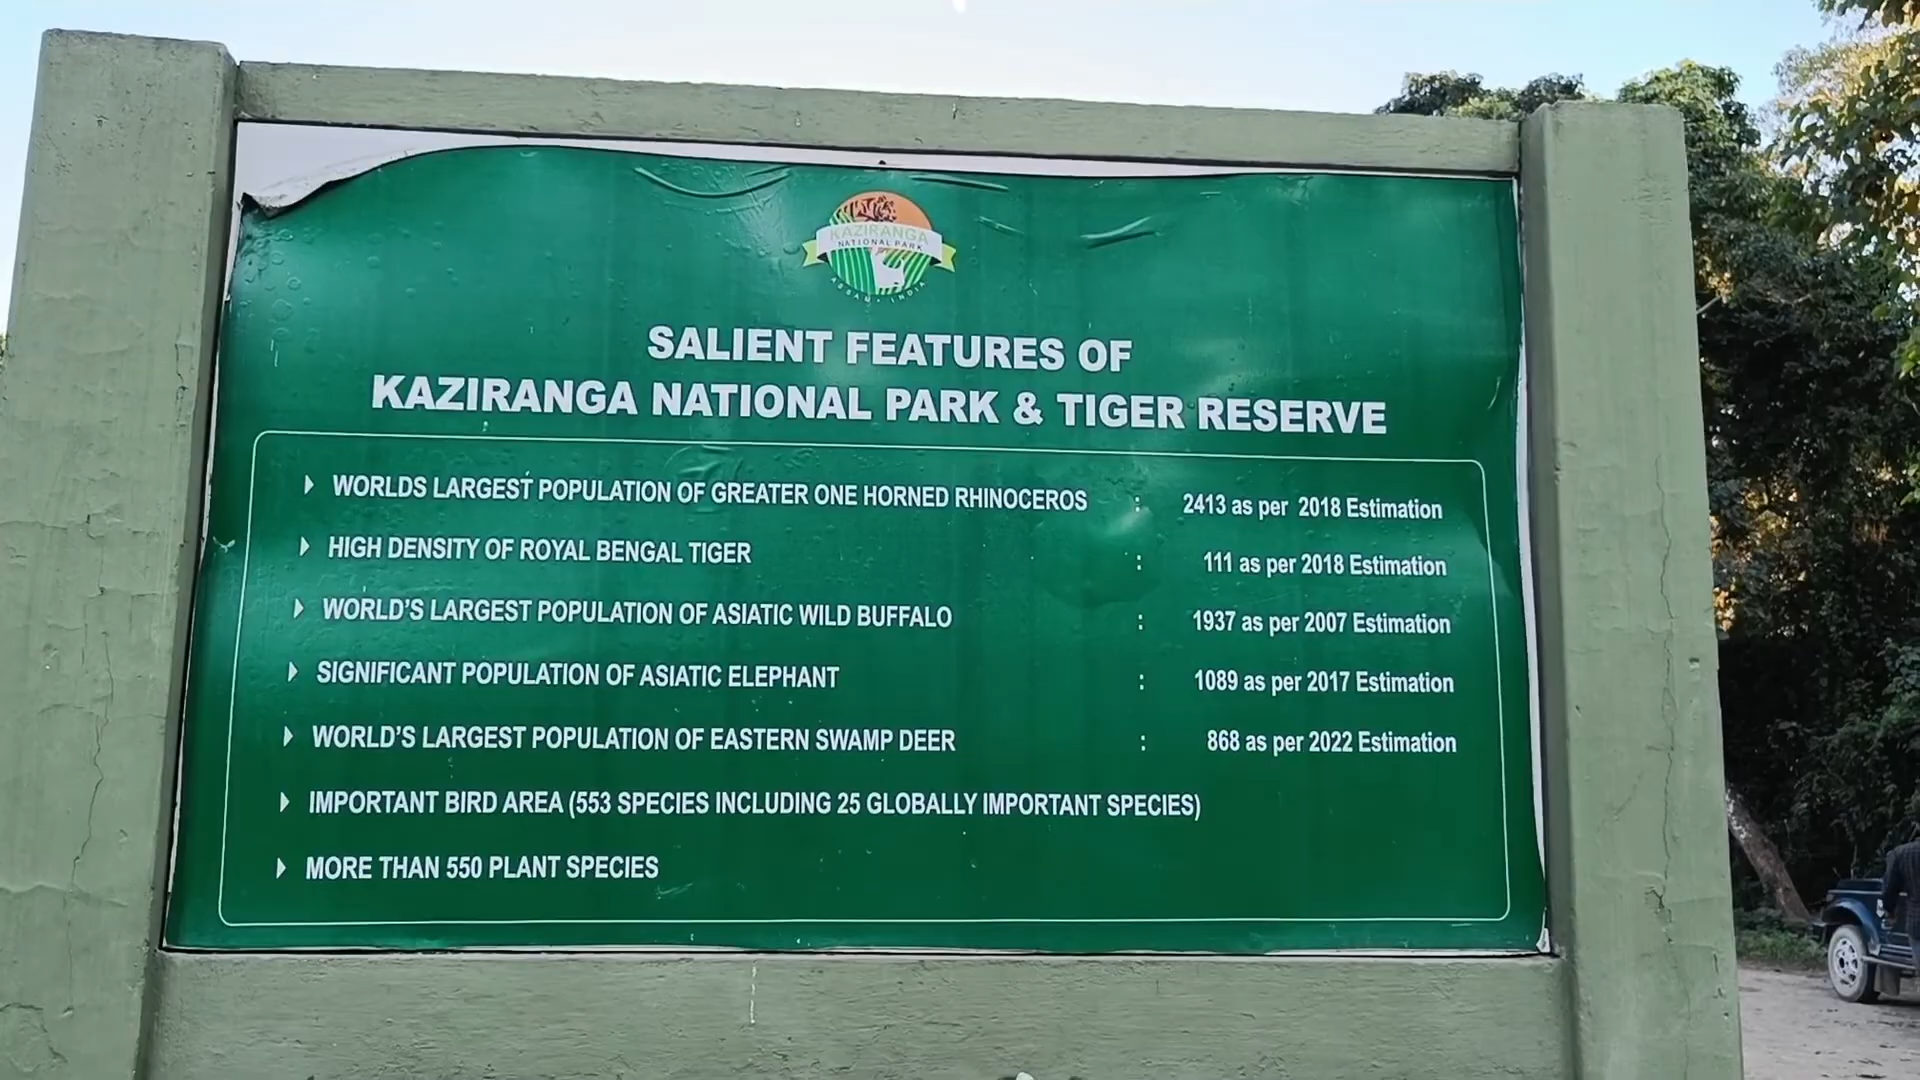 KAZIRANGA
NATIONAL PARK
ASSAM • INDIA
SALIENT FEATURES OF
KAZIRANGA NATIONAL PARK & TIGER RESERVE
WORLDS LARGEST POPULATION OF GREATER ONE HORNED RHINOCEROS : 2413 as per 2018 Estimation
HIGH DENSITY OF ROYAL BENGAL TIGER : 111 as per 2018 Estimation
WORLD'S LARGEST POPULATION OF ASIATIC WILD BUFFALO : 1937 as per 2007 Estimation
SIGNIFICANT POPULATION OF ASIATIC ELEPHANT : 1089 as per 2017 Estimation
WORLD'S LARGEST POPULATION OF EASTERN SWAMP DEER : 868 as per 2022 Estimation
IMPORTANT BIRD AREA (553 SPECIES INCLUDING 25 GLOBALLY IMPORTANT SPECIES)
MORE THAN 550 PLANT SPECIES